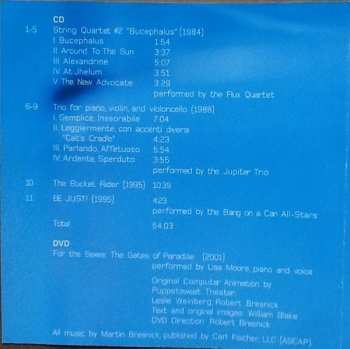 CD
1-5 String Quartet #2 "Bucephalus" (1984)
I. Bucephalus 1:54
II. Around To The Sun 3:37
III. Alexandrine 5:07
IV. At Jhelum 3:51
V. The New Advocate 3:29
performed by the Flux Quartet
6-9 Trio for piano, violin, and violoncello (1988)
I. Semplice, Inesorabile 7:04
II. Leggiermente, con accenti diversi
"Cat's Cradle" 4:23
III. Parlando, Affetuoso 5:54
IV. Ardente, Sperduto 3:55
performed by the Jupiter Trio
10 The Bucket Rider (1995) 10:39
11 BE JUST! (1995) 4:23
performed by the Bang on a Can All-Stars
Total 54:03
DVD
For the Sexes: The Gates of Paradise (2001)
performed by Lisa Moore, piano and voice
Original Computer Animation by
Puppetsweat Theater:
Leslie Weinberg, Robert Bresnick
Text and original images: William Blake
DVD Direction: Robert Bresnick
All music by Martin Bresnick, published by Carl Fischer, LLC (ASCAP)